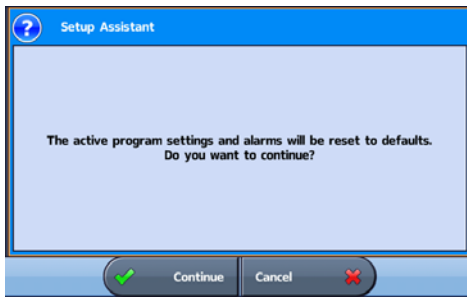 ?
Setup Assistant
The active program settings and alarms will be reset to defaults.
Do you want to continue?
Continue Cancel